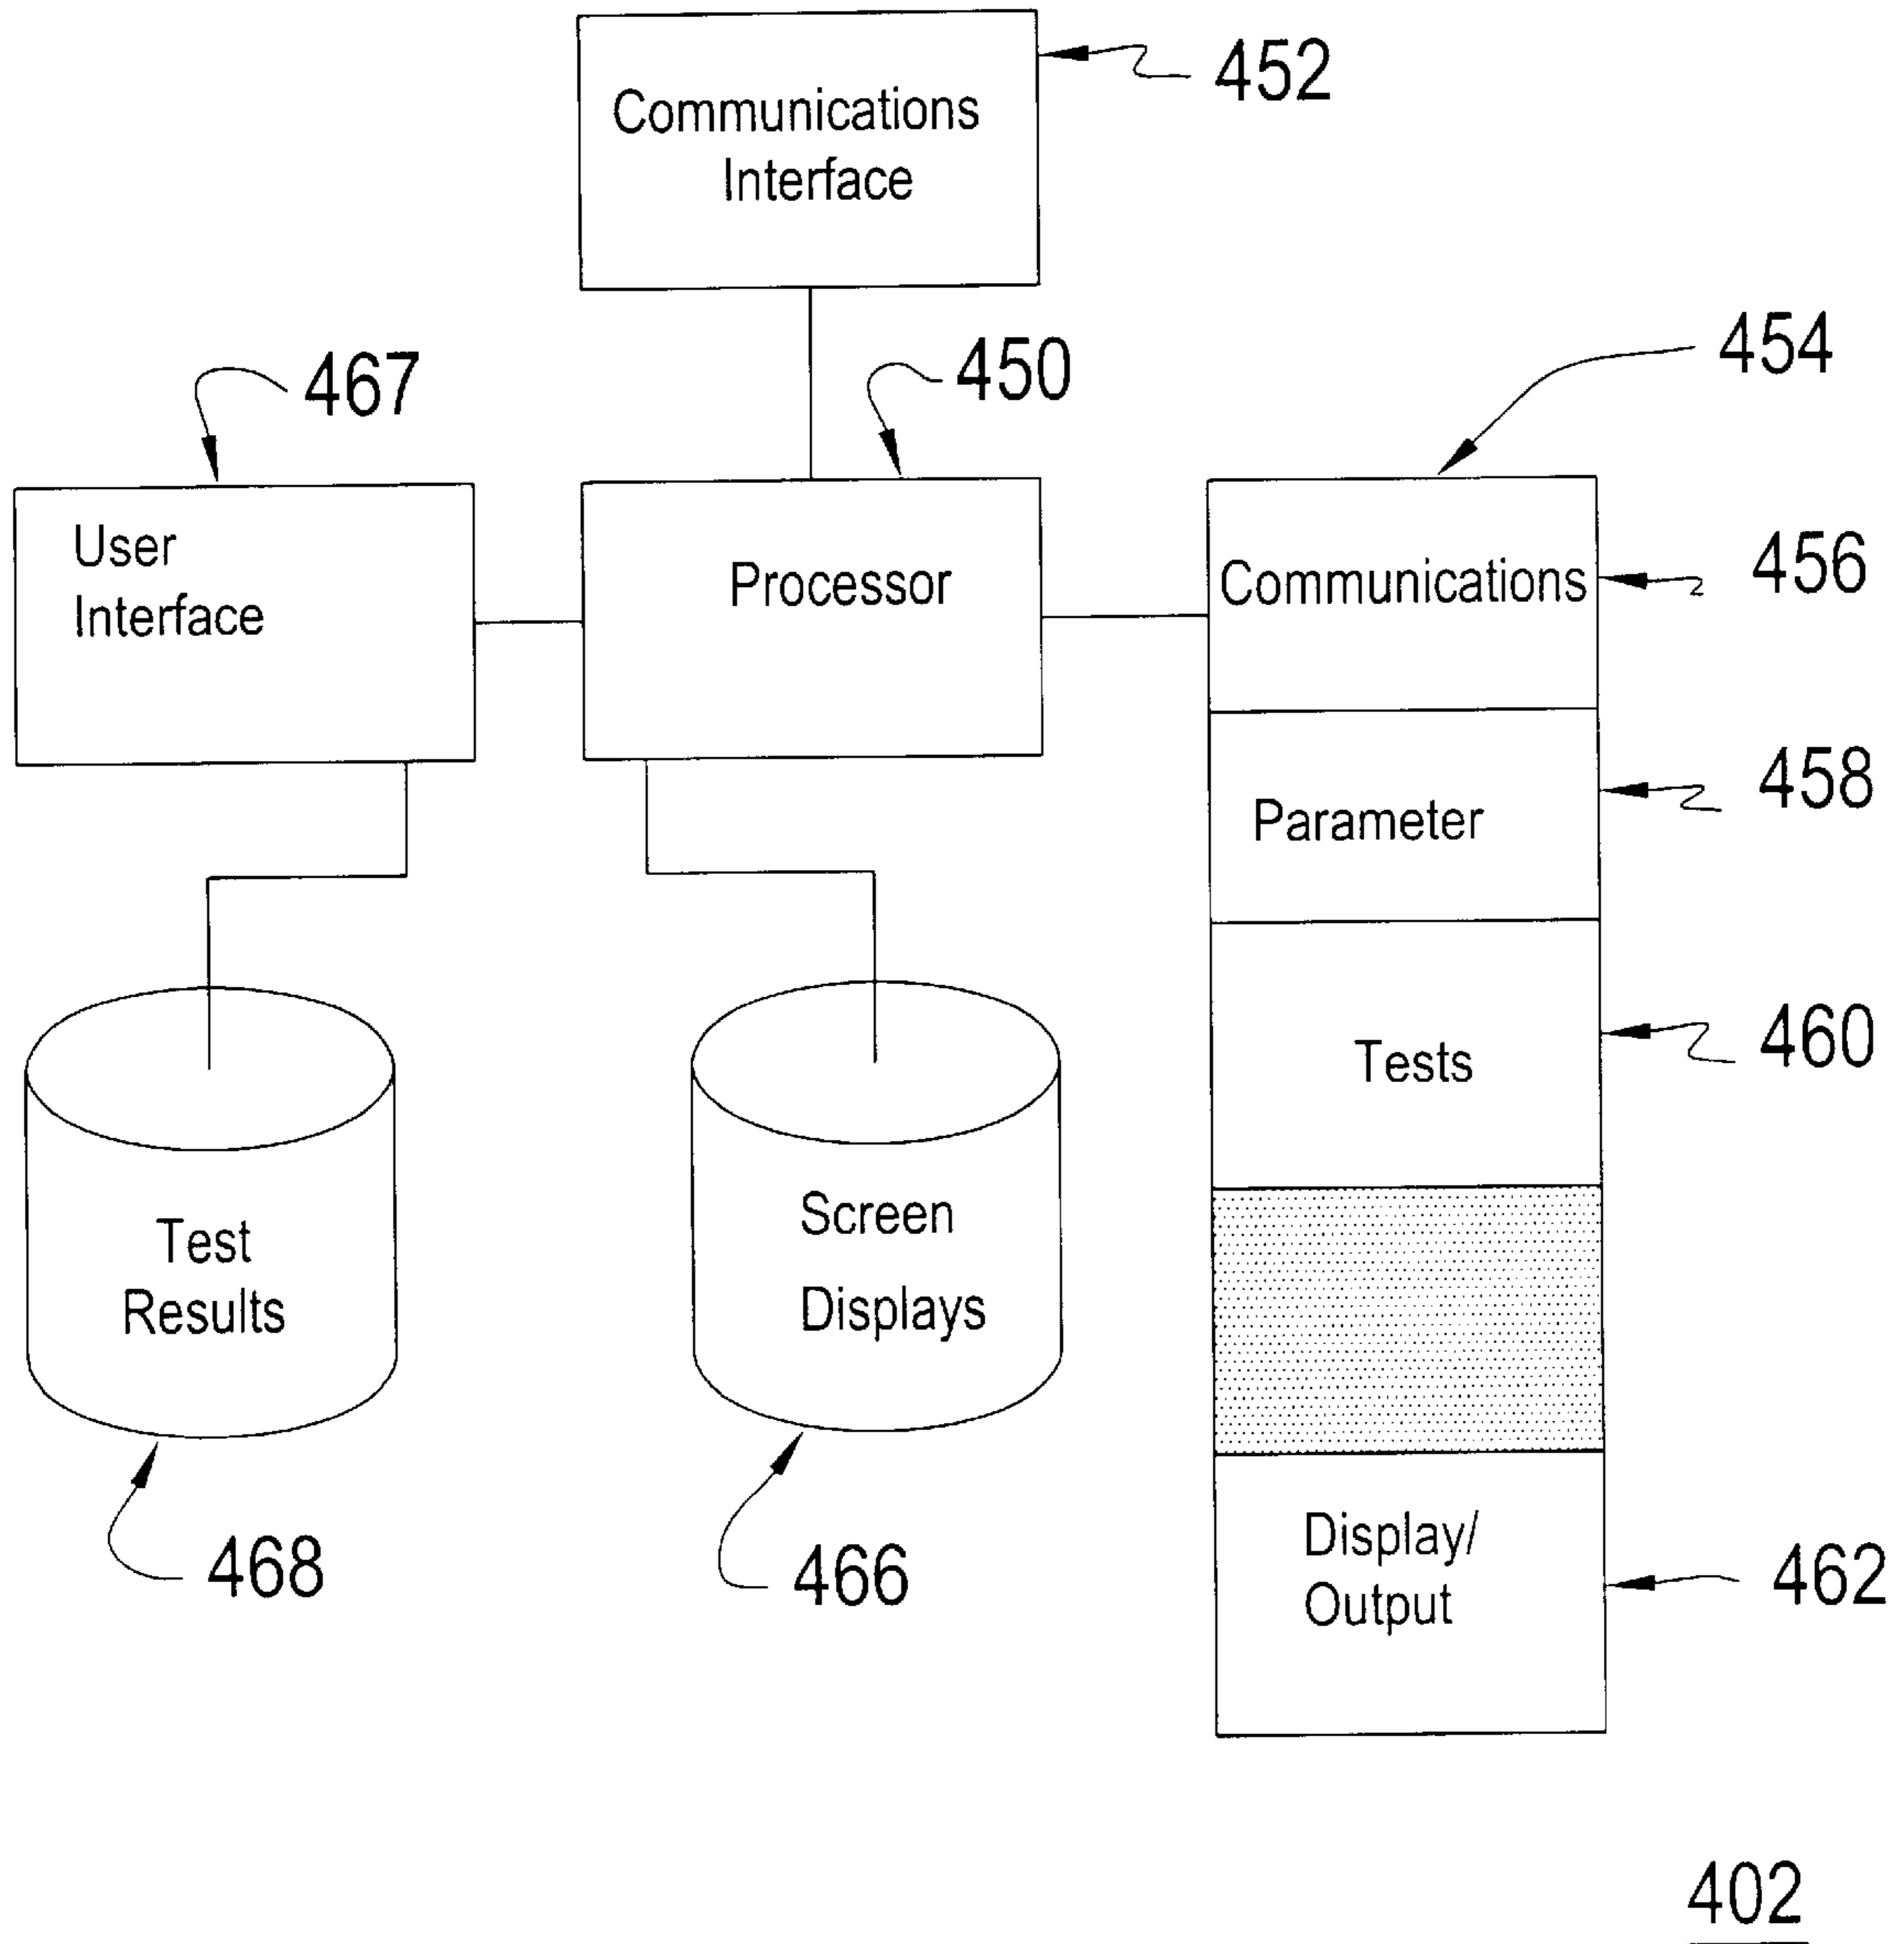 Communications
Interface
452
467
450
454
User
Interface
Processor
Communications
456
Parameter
458
Tests
460
Test
Results
Screen
Displays
Display/
Output
462
468
466
402